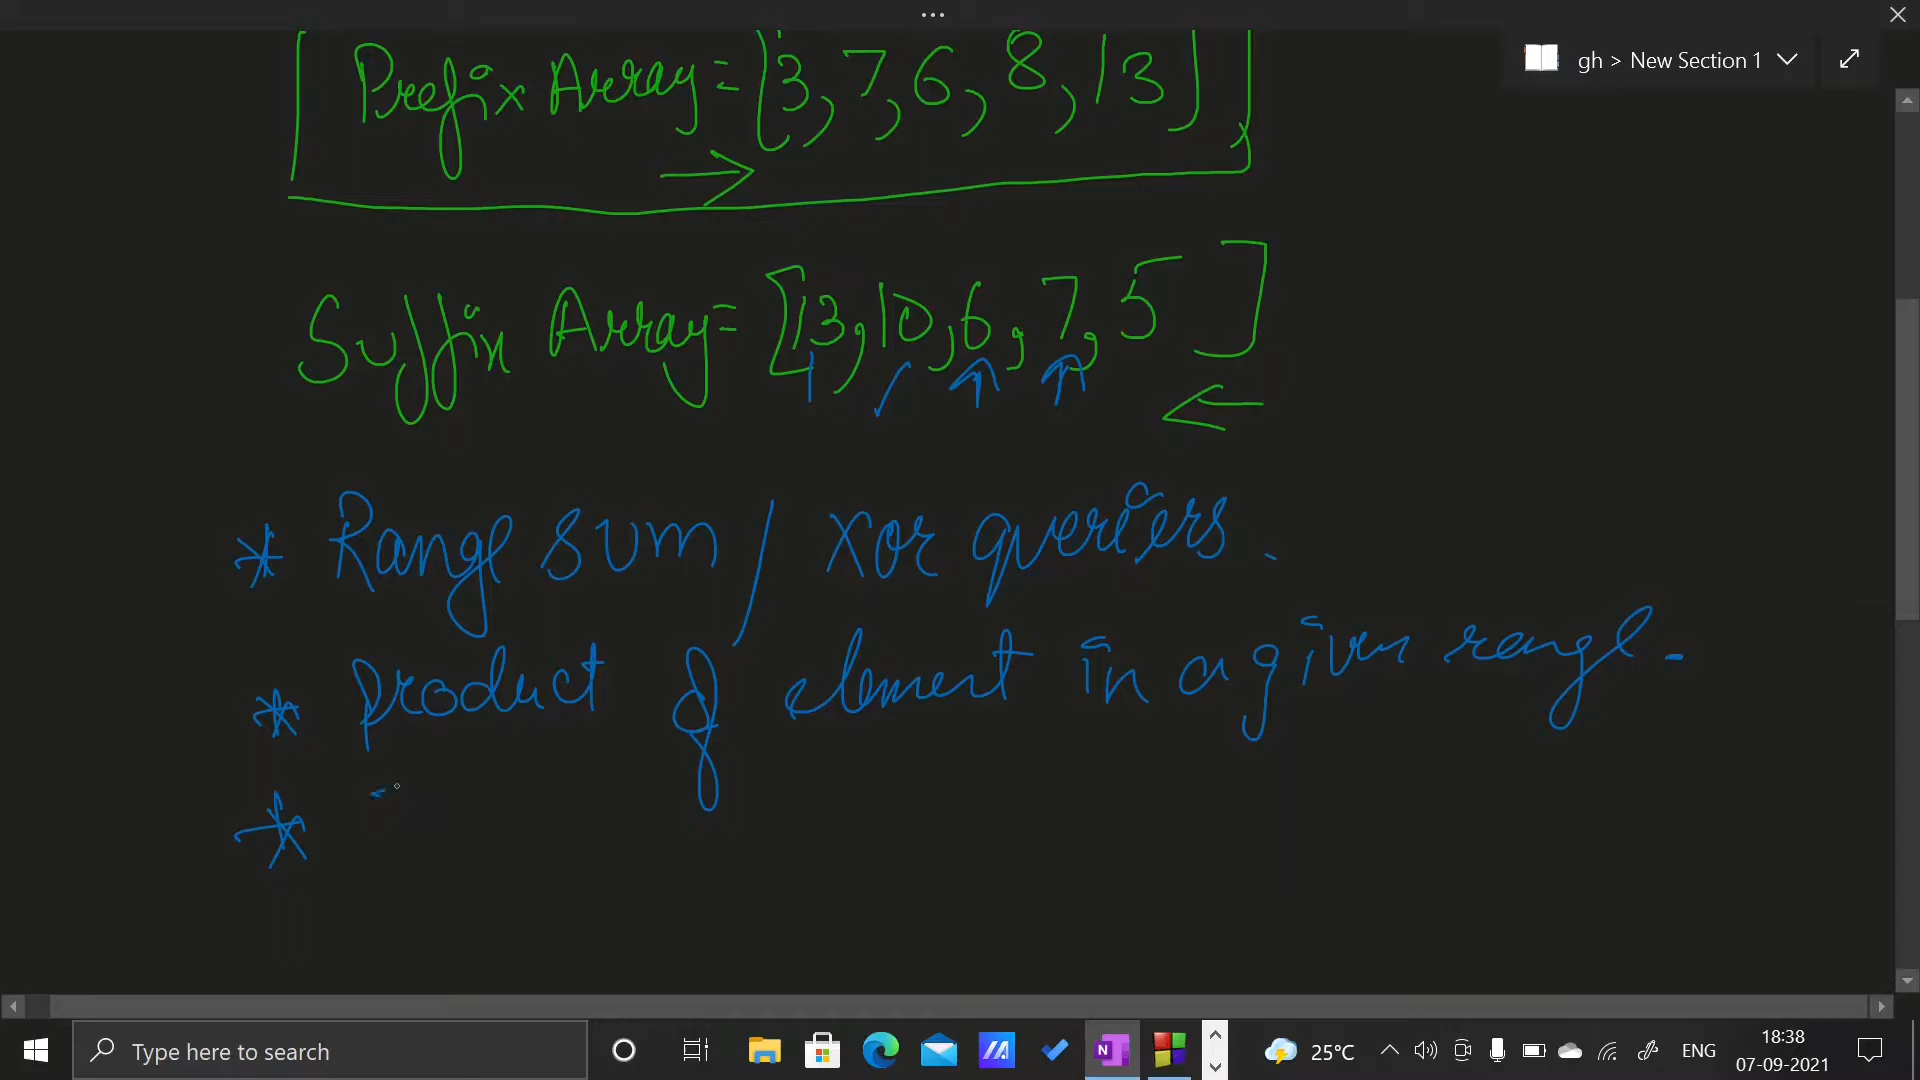 gh > New Section 1
Prefix Array = [3, 7, 6, 8, 13]
Suffix Array = [13, 10, 6, 7, 5]
* Range sum / xor queriers.
* Product of element in a given range.
*
Type here to search
25°C
ENG
18:38
07-09-2021